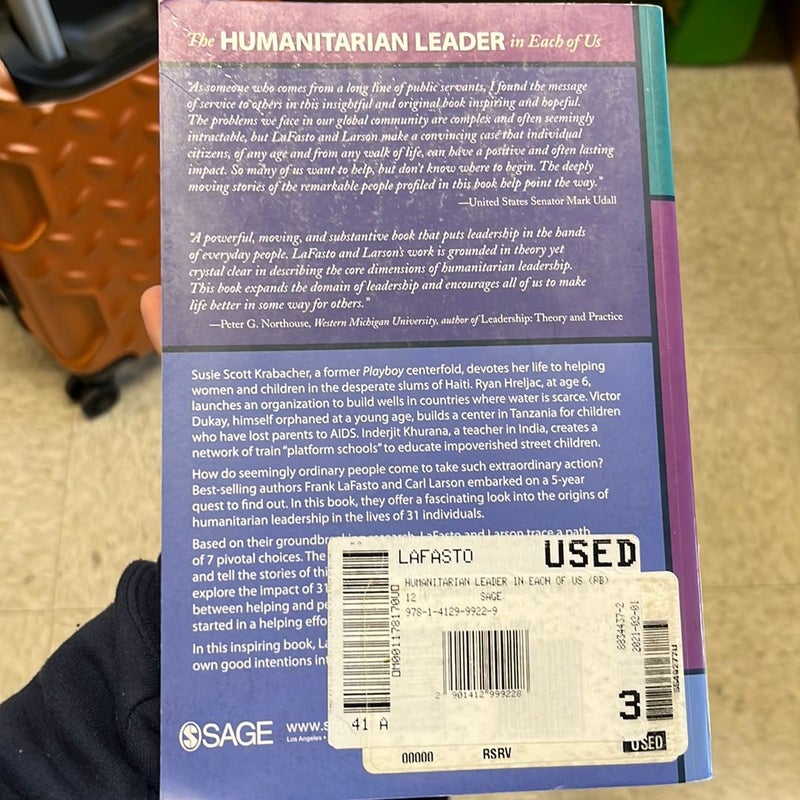 The HUMANITARIAN LEADER in Each of Us
"As someone who comes from a long line of public servants, I found the message
of service to others in this insightful and original book inspiring and hopeful.
The problems we face in our global community are complex and often seemingly
intractable, but LaFasto and Larson make a convincing case that individual
citizens, of any age and from any walk of life, can have a positive and often lasting
impact. So many of us want to help, but don't know where to begin. The deeply
moving stories of the remarkable people profiled in this book help point the way."
—United States Senator Mark Udall
"A powerful, moving, and substantive book that puts leadership in the hands
of everyday people. LaFasto and Larson's work is grounded in theory yet
crystal clear in describing the core dimensions of humanitarian leadership.
This book expands the domain of leadership and encourages all of us to make
life better in some way for others."
—Peter G. Northouse, Western Michigan University, author of Leadership: Theory and Practice
Susie Scott Krabacher, a former Playboy centerfold, devotes her life to helping
women and children in the desperate slums of Haiti. Ryan Hreljac, at age 6,
launches an organization to build wells in countries where water is scarce. Victor
Dukay, himself orphaned at a young age, builds a center in Tanzania for children
who have lost parents to AIDS. Inderjit Khurana, a teacher in India, creates a
network of train "platform schools" to educate impoverished street children.
How do seemingly ordinary people come to take such extraordinary action?
Best-selling authors Frank LaFasto and Carl Larson embarked on a 5-year
quest to find out. In this book, they offer a fascinating look into the origins of
humanitarian leadership in the lives of 31 individuals.
Based on their LaFasto and Larson trace a path
of 7 pivotal choices. The
and tell the stories of
explore the impact of 31
between helping and
started in a helping
In this inspiring book,
own good intentions
LAFASTO USED
HUMANITARIAN LEADER IN EACH OF US (PB)
12 SAGE
978-1-4129-9922-9
2 901412 999228
41 A
8834437-2
2021-02-01
3
USED
00000 RSRV
SAGE
Los Angeles •